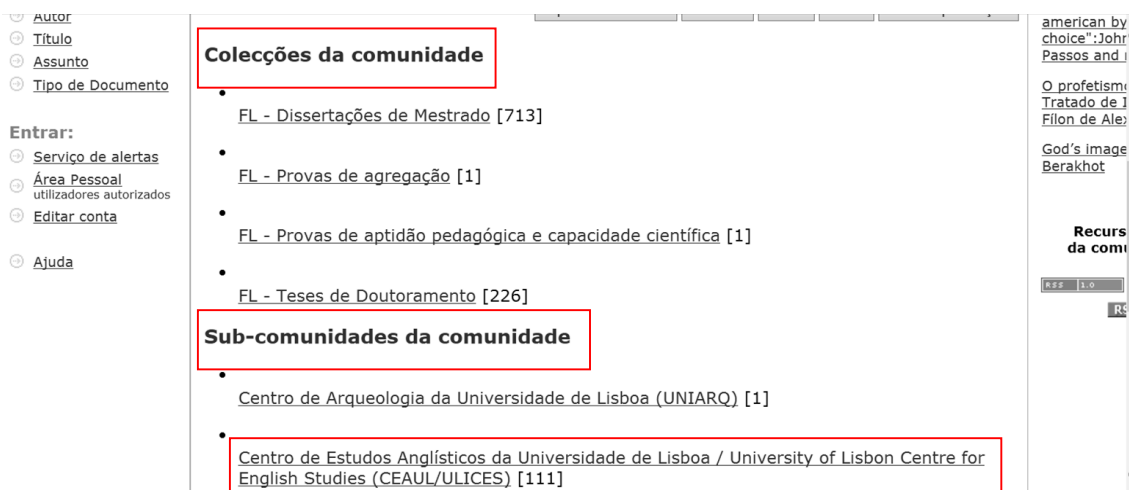 Autor
Título
Assunto
Tipo de Documento
Entrar:
Serviço de alertas
Área Pessoal
utilizadores autorizados
Editar conta
Ajuda
Colecções da comunidade
FL - Dissertações de Mestrado [713]
FL - Provas de agregação [1]
FL - Provas de aptidão pedagógica e capacidade científica [1]
FL - Teses de Doutoramento [226]
Sub-comunidades da comunidade
Centro de Arqueologia da Universidade de Lisboa (UNIARQ) [1]
Centro de Estudos Anglísticos da Universidade de Lisboa / University of Lisbon Centre for
English Studies (CEAUL/ULICES) [111]
american by
choice":John
Passos and
O profetismo
Tratado de
Fílon de
God’s image
Berakhot
Recurs
da com
RSS 1.0
RS